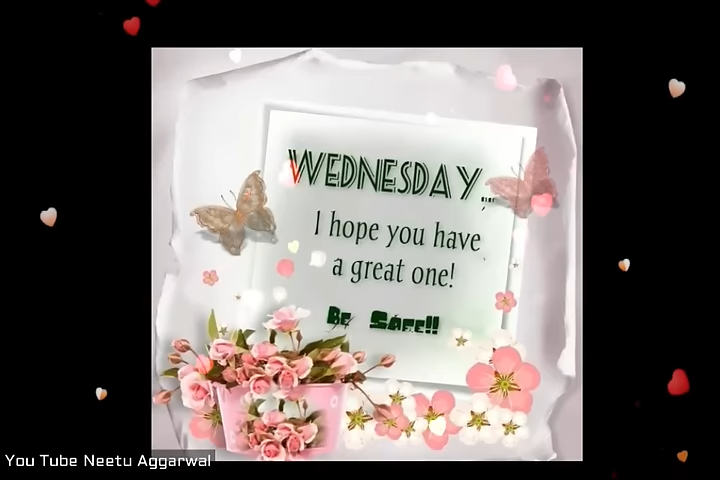 WEDNESDAY...
I hope you have
a great one!
Be Safe!!
You Tube Neetu Aggarwal